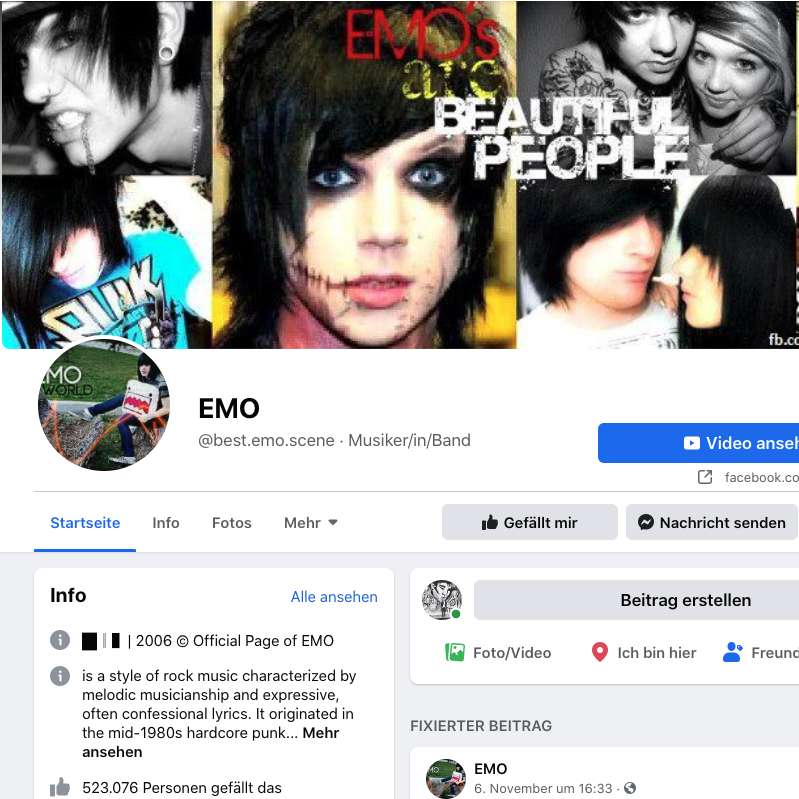 EMO's
are
BEAUTIFUL
PEOPLE
fb.co
EMO
WORLD
EMO
@best.emo.scene · Musiker/in/Band
Video anseh
facebook.co
Startseite
Info
Fotos
Mehr
Gefällt mir
Nachricht senden
Info
Alle ansehen
| 2006 © Official Page of EMO
is a style of rock music characterized by
melodic musicianship and expressive,
often confessional lyrics. It originated in
the mid-1980s hardcore punk... Mehr
ansehen
523.076 Personen gefällt das
Beitrag erstellen
Foto/Video
Ich bin hier
Freund
FIXIERTER BEITRAG
EMO
6. November um 16:33 ·